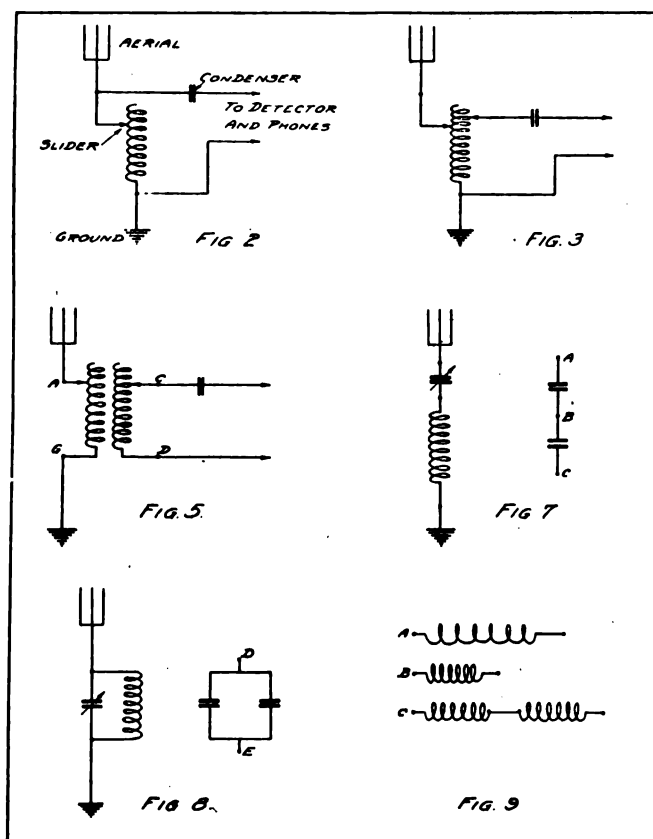 AERIAL
CONDENSER
TO DETECTOR
AND PHONES
SLIDER
GROUND
FIG 2
FIG. 3
A
C
G
D
FIG. 5.
A
B
C
FIG 7
D
E
FIG 8.
A
B
C
FIG. 9